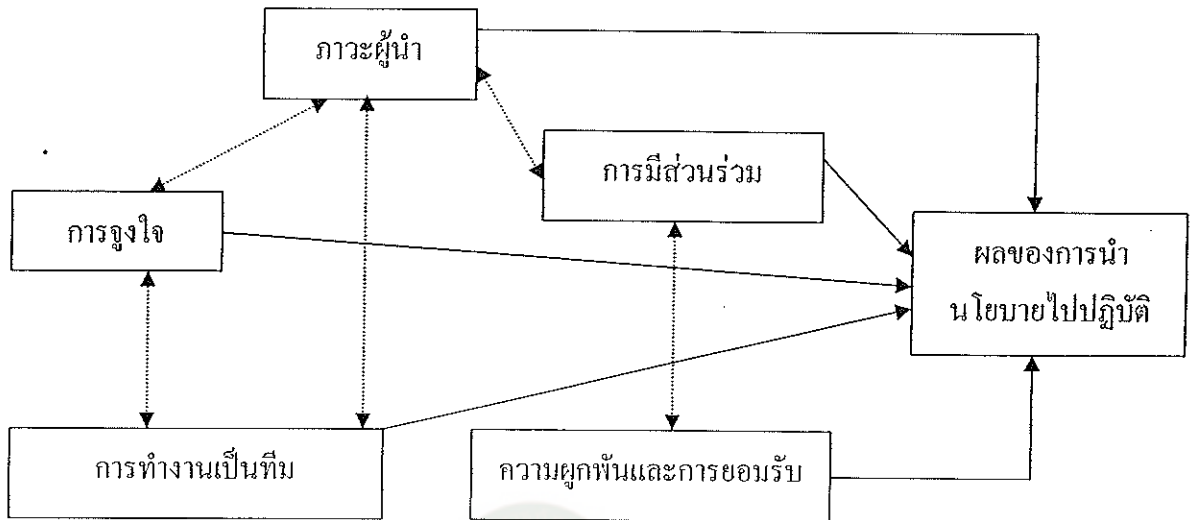 ภาวะผู้นำ
การมีส่วนร่วม
การจูงใจ
ผลของการนำ
นโยบายไปปฏิบัติ
การทำงานเป็นทีม
ความผูกพันและการยอมรับ